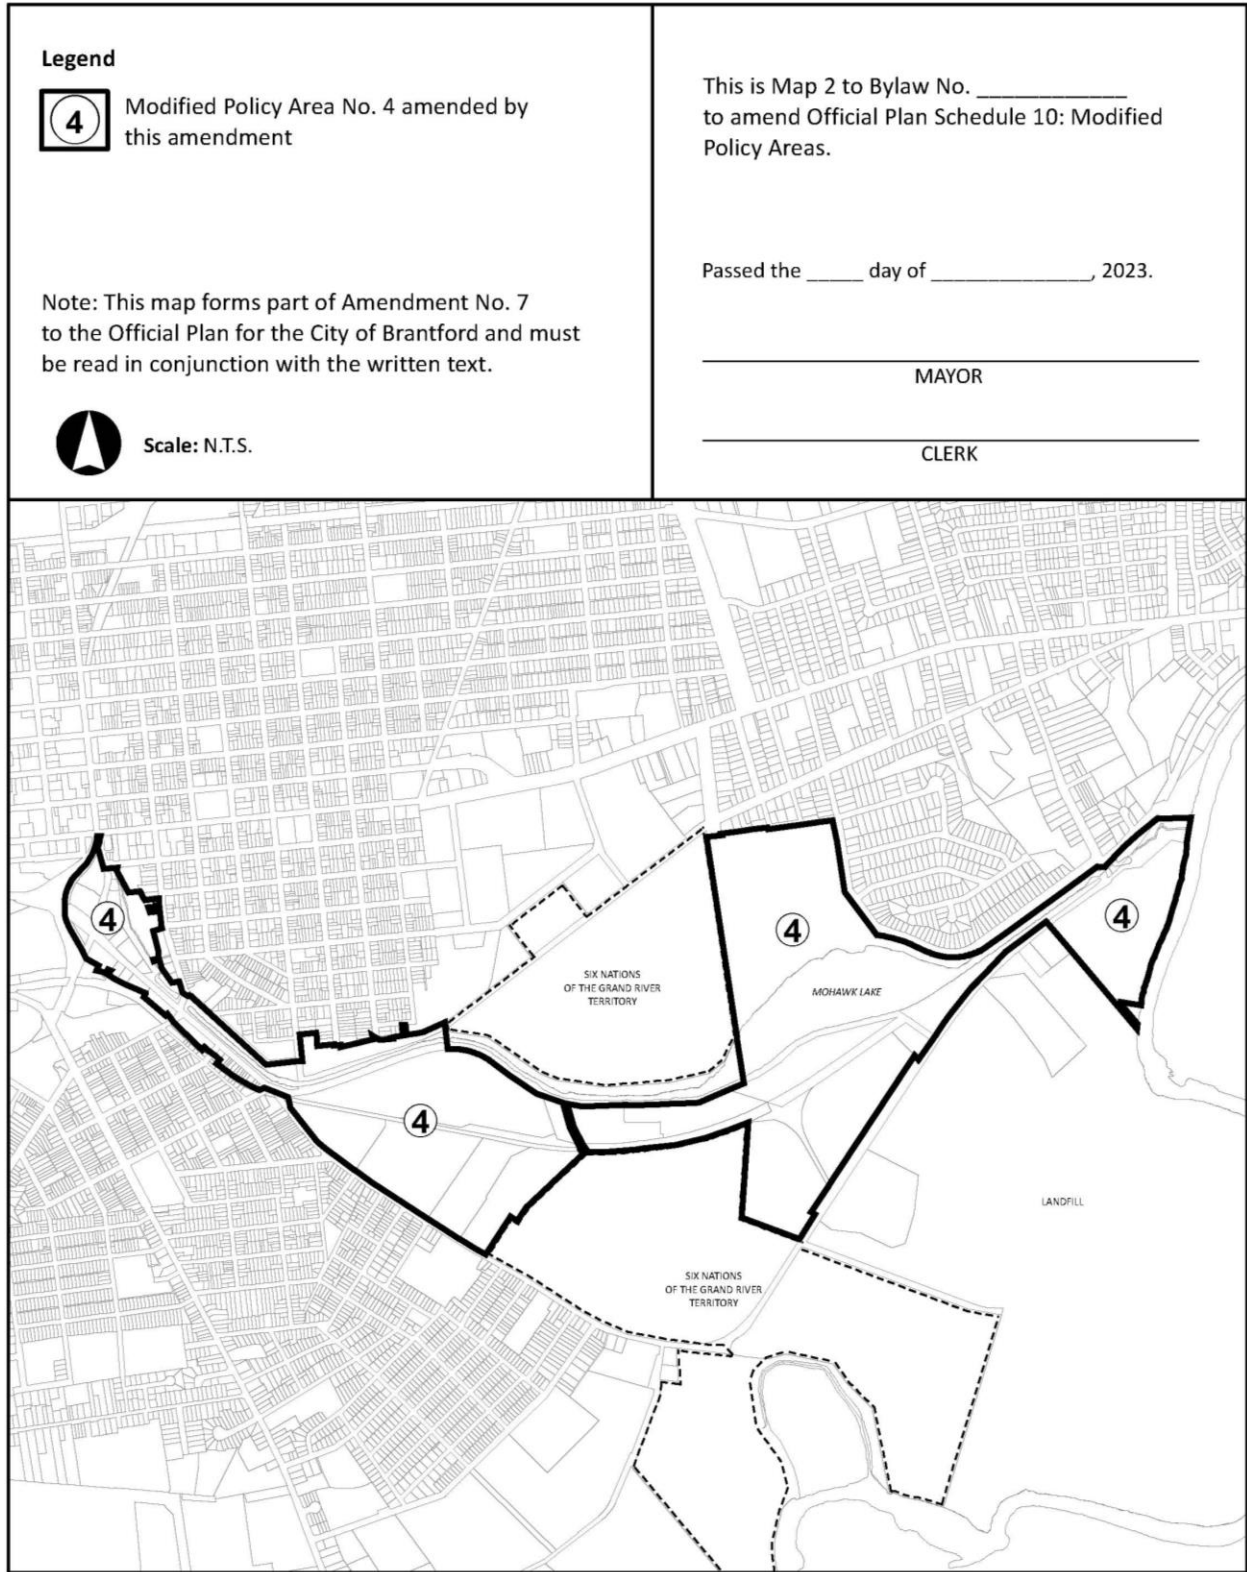 Legend
4
Modified Policy Area No. 4 amended by
this amendment
Note: This map forms part of Amendment No. 7
to the Official Plan for the City of Brantford and must
be read in conjunction with the written text.
Scale: N.T.S.
This is Map 2 to Bylaw No. _____________
to amend Official Plan Schedule 10: Modified
Policy Areas.
Passed the _____ day of ______________, 2023.
MAYOR
CLERK
4
4
4
SIX NATIONS
OF THE GRAND RIVER
TERRITORY
MOHAWK LAKE
4
LANDFILL
SIX NATIONS
OF THE GRAND RIVER
TERRITORY